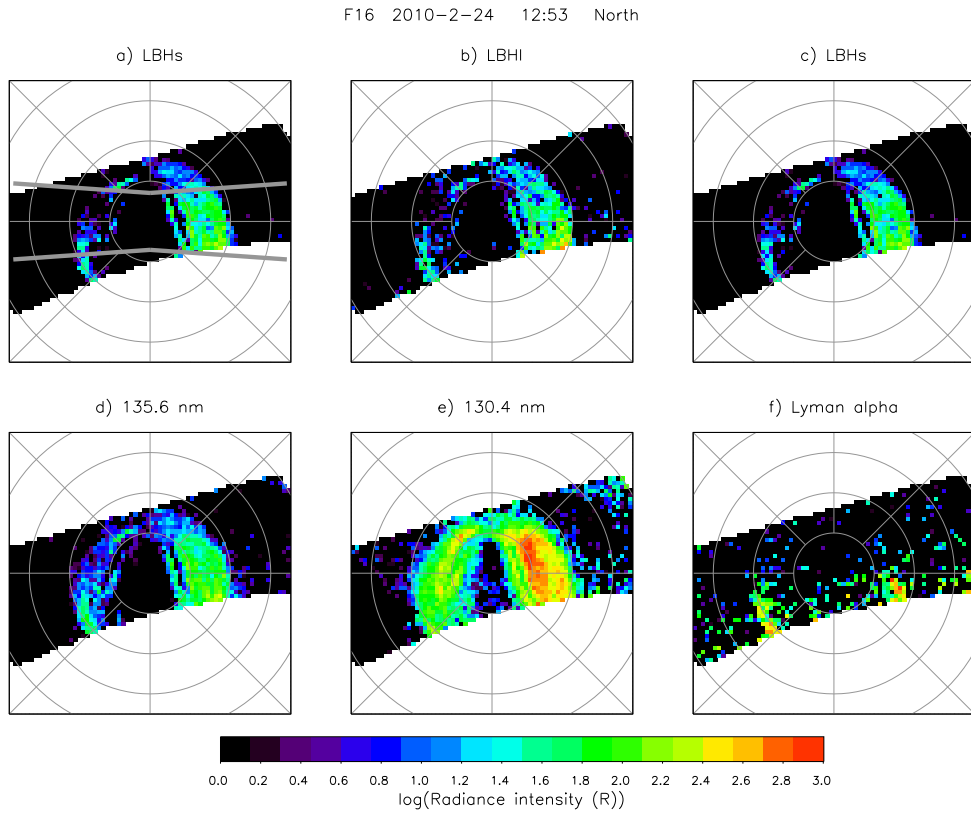 F16 2010-2-24 12:53 North
a) LBHs b) LBHl c) LBHs
d) 135.6 nm e) 130.4 nm f) Lyman alpha
0.0 0.2 0.4 0.6 0.8 1.0 1.2 1.4 1.6 1.8 2.0 2.2 2.4 2.6 2.8 3.0
log(Radiance intensity (R))